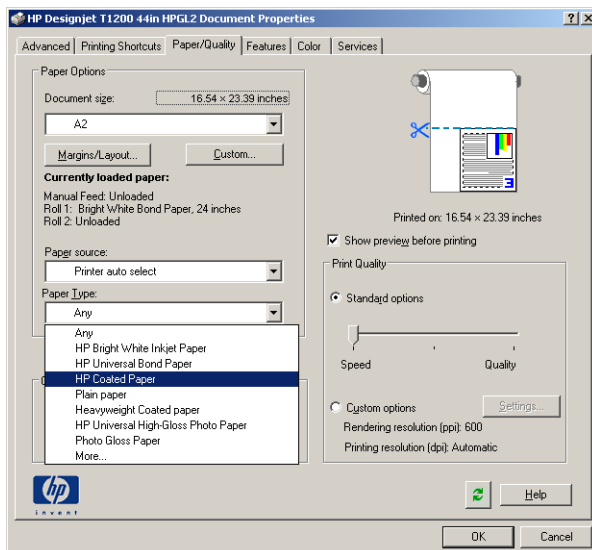 HP Designjet T1200 44in HPGL2 Document Properties
Advanced Printing Shortcuts Paper/Quality Features Color Services
Paper Options
Document size: 16.54 × 23.39 inches
A2
Margins/Layout... Custom...
Currently loaded paper:
Manual Feed: Unloaded
Roll 1: Bright White Bond Paper, 24 inches
Roll 2: Unloaded
Paper source:
Printer auto select
Paper Type:
Any
Any
HP Bright White Inkjet Paper
HP Universal Bond Paper
HP Coated Paper
Plain paper
Heavyweight Coated paper
HP Universal High-Gloss Photo Paper
Photo Gloss Paper
More...
3
Printed on: 16.54 × 23.39 inches
Show preview before printing
Print Quality
Standard options
Speed Quality
Custom options Settings...
Rendering resolution (ppi): 600
Printing resolution (dpi): Automatic
hp
invent
Help
OK Cancel